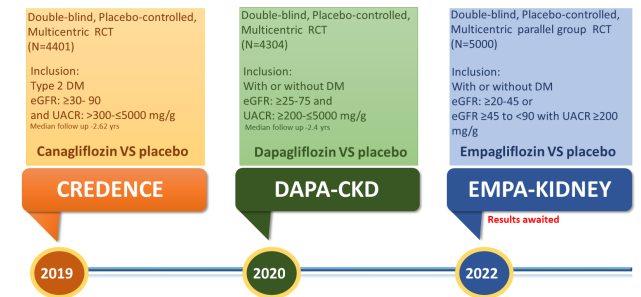 Double-blind, Placebo-controlled,
Multicentric RCT
(N=4401)
Inclusion:
Type 2 DM
eGFR: ≥30- 90
and UACR: >300-≤5000 mg/g
Median follow up -2.62 yrs
Canagliflozin VS placebo
CREDENCE
2019
Double-blind, Placebo-controlled,
Multicentric RCT
(N=4304)
Inclusion:
With or without DM
eGFR: ≥25-75 and
UACR: ≥200-≤5000 mg/g
Median follow up -2.4 yrs
Dapagliflozin VS placebo
DAPA-CKD
2020
Double-blind, Placebo-controlled,
Multicentric parallel group RCT
(N=5000)
Inclusion:
With or without DM
eGFR: ≥20-45 or
eGFR ≥45 to <90 with UACR ≥200
mg/g
Empagliflozin VS placebo
EMPA-KIDNEY
Results awaited
2022